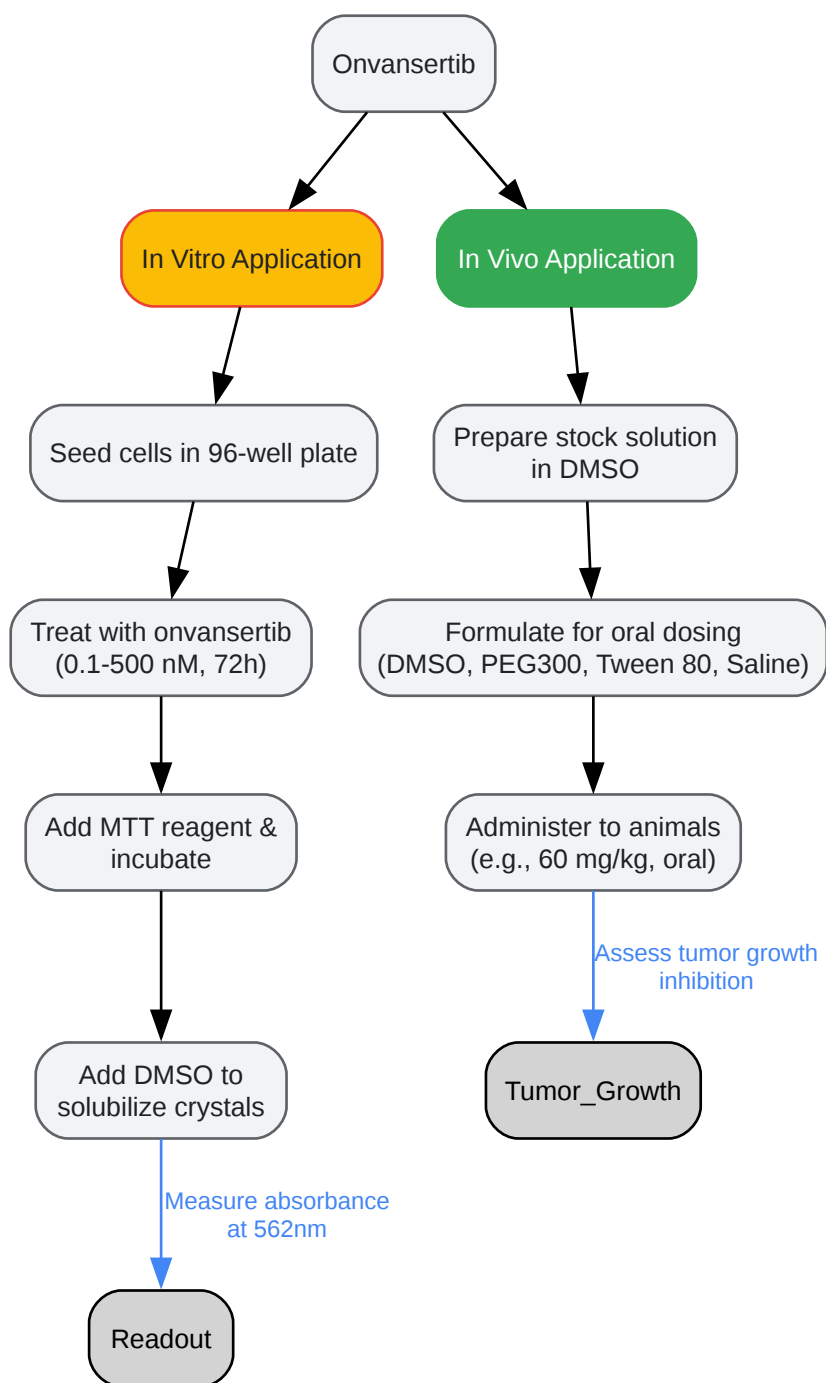 Onvansertib
In Vitro Application
In Vivo Application
Seed cells in 96-well plate
Prepare stock solution
in DMSO
Treat with onvansertib
(0.1-500 nM, 72h)
Formulate for oral dosing
(DMSO, PEG300, Tween 80, Saline)
Add MTT reagent &
incubate
Administer to animals
(e.g., 60 mg/kg, oral)
Assess tumor growth
inhibition
Add DMSO to
solubilize crystals
Tumor_Growth
Measure absorbance
at 562nm
Readout